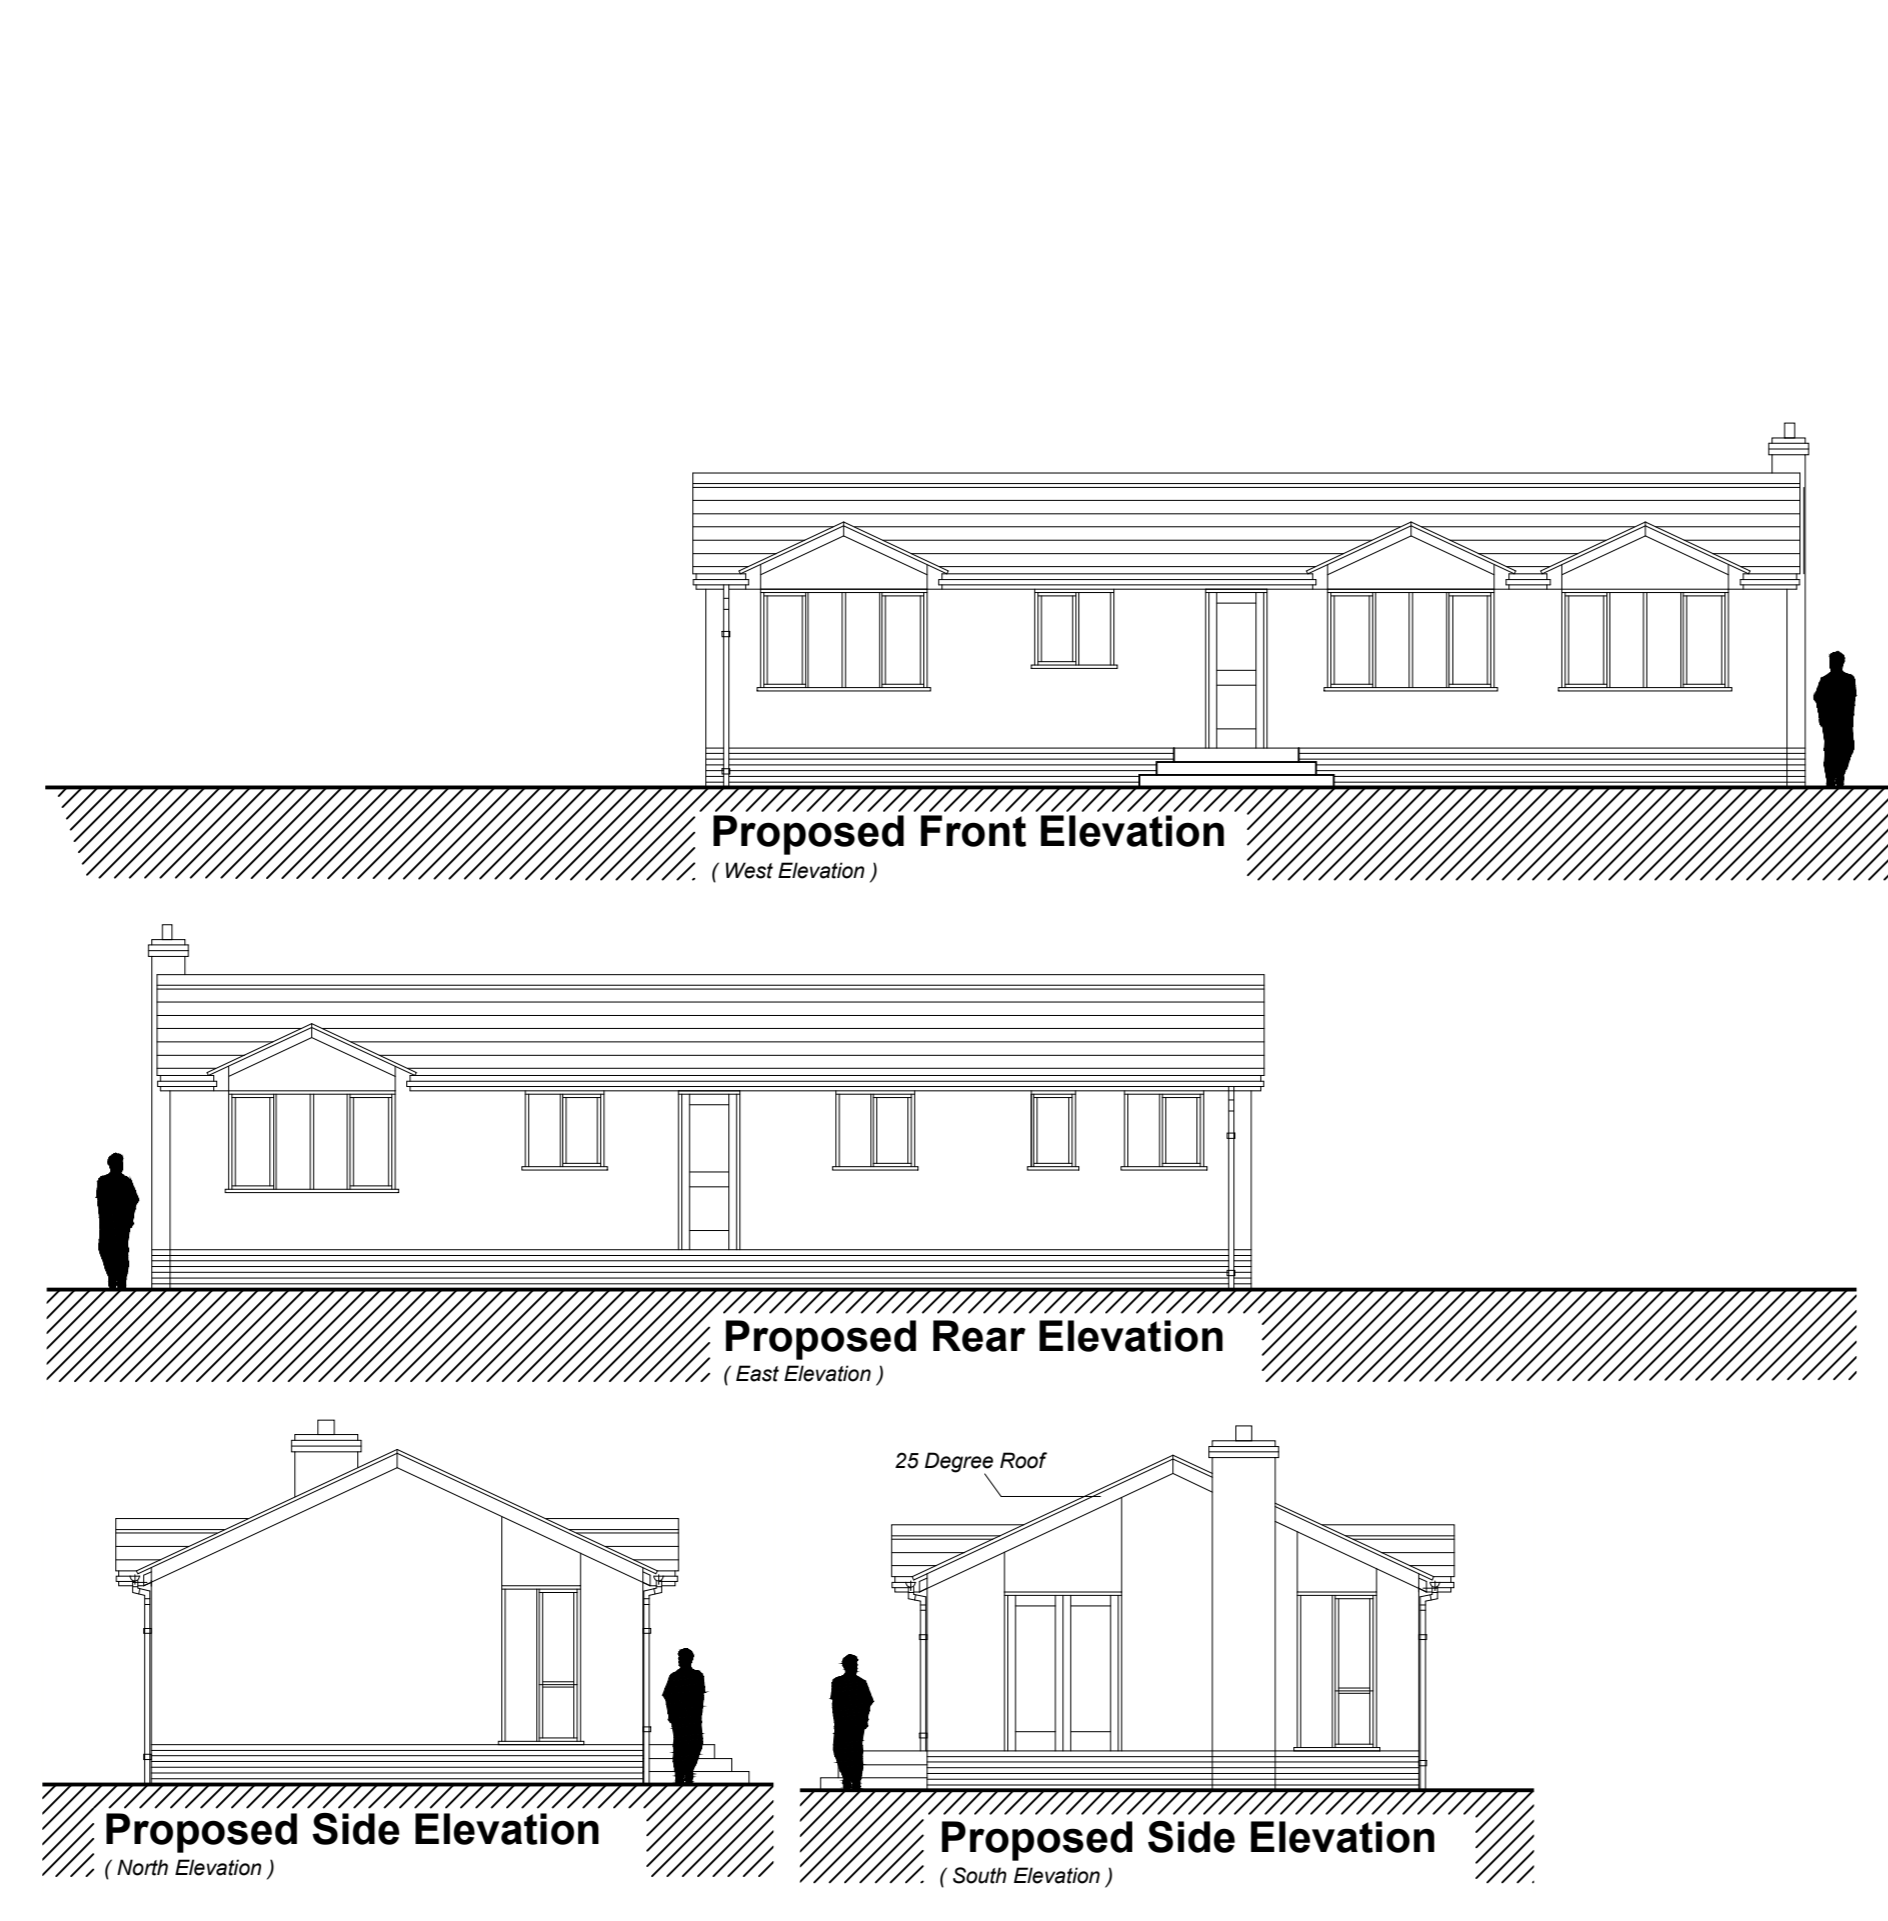 Proposed Front Elevation
( West Elevation )
Proposed Rear Elevation
( East Elevation )
25 Degree Roof
Proposed Side Elevation
( North Elevation )
Proposed Side Elevation
( South Elevation )